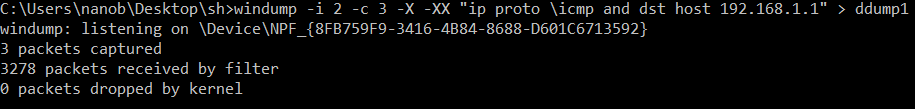 C:\Users\nanob\Desktop\sh>windump -i 2 -c 3 -X -XX "ip proto \icmp and dst host 192.168.1.1" > ddump1
windump: listening on \Device\NPF_{8FB759F9-3416-4B84-8688-D601C6713592}
3 packets captured
3278 packets received by filter
0 packets dropped by kernel